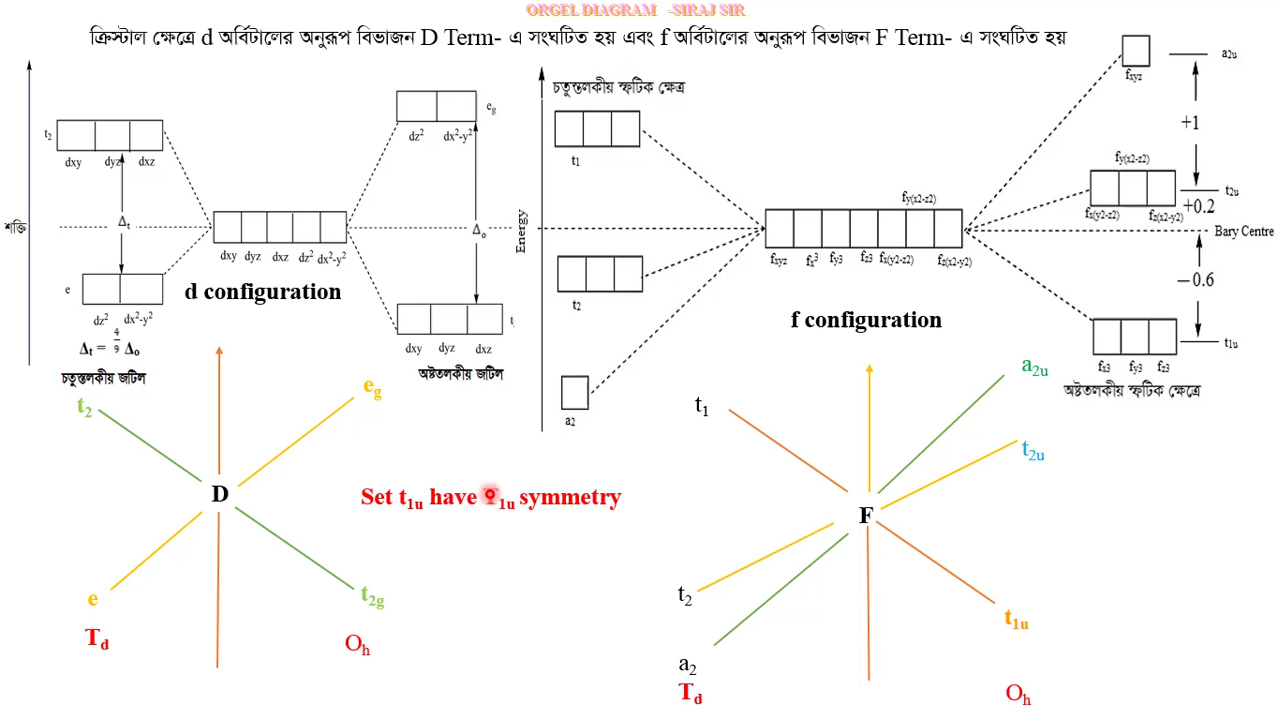 ORGEL DIAGRAM -SIRAJ SIR
ক্রিস্টাল ক্ষেত্রে d অর্বিটালের অনুরূপ বিভাজন D Term- এ সংঘটিত হয় এবং f অর্বিটালের অনুরূপ বিভাজন F Term- এ সংঘটিত হয়
শক্তি
t2
dxy dyz dxz
Δt
e
dz² dx²-y²
Δt = 4/9 Δo
চতুস্তলকীয় জটিল
dxy dyz dxz dz² dx²-y²
d configuration
eg
dz² dx²-y²
Δo
t
dxy dyz dxz
অষ্টতলকীয় জটিল
Energy
চতুস্তলকীয় স্ফটিক ক্ষেত্র
t1
t2
a2
fy(x2-z2)
fxyz fx3 fy3 fz3 fx(y2-z2) fz(x2-y2)
f configuration
fxyz
a2u
+1
fy(x2-z2)
t2u
fx(y2-z2) fz(x2-y2)
+0.2
Bary Centre
−0.6
t1u
fx3 fy3 fz3
অষ্টতলকীয় স্ফটিক ক্ষেত্রে
t2
eg
D
e
t2g
Td
Oh
Set t1u have T1u symmetry
t1
a2u
t2u
F
t2
t1u
a2
Td
Oh